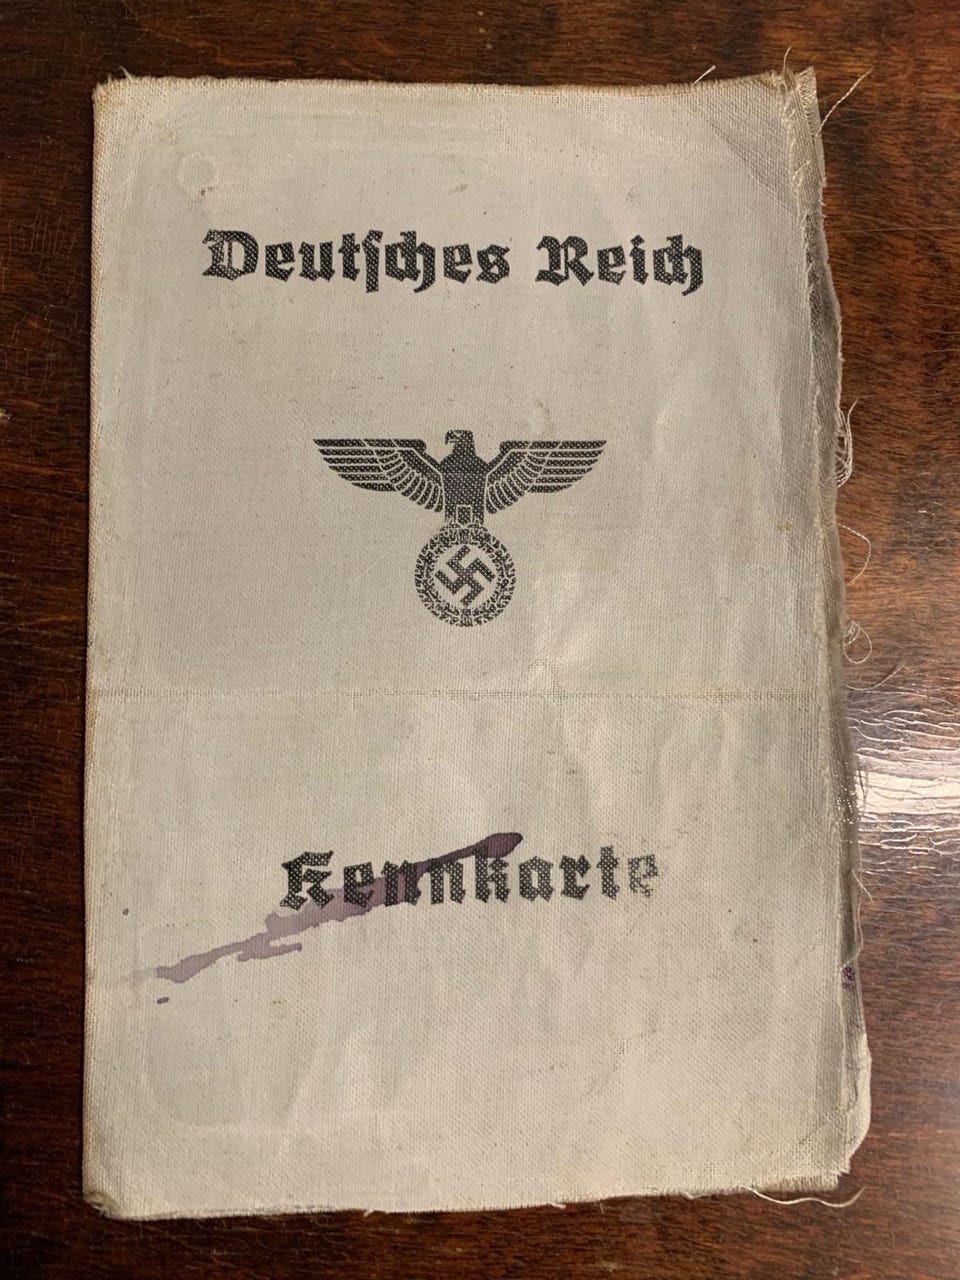 Deutſches Reich
Kennkarte